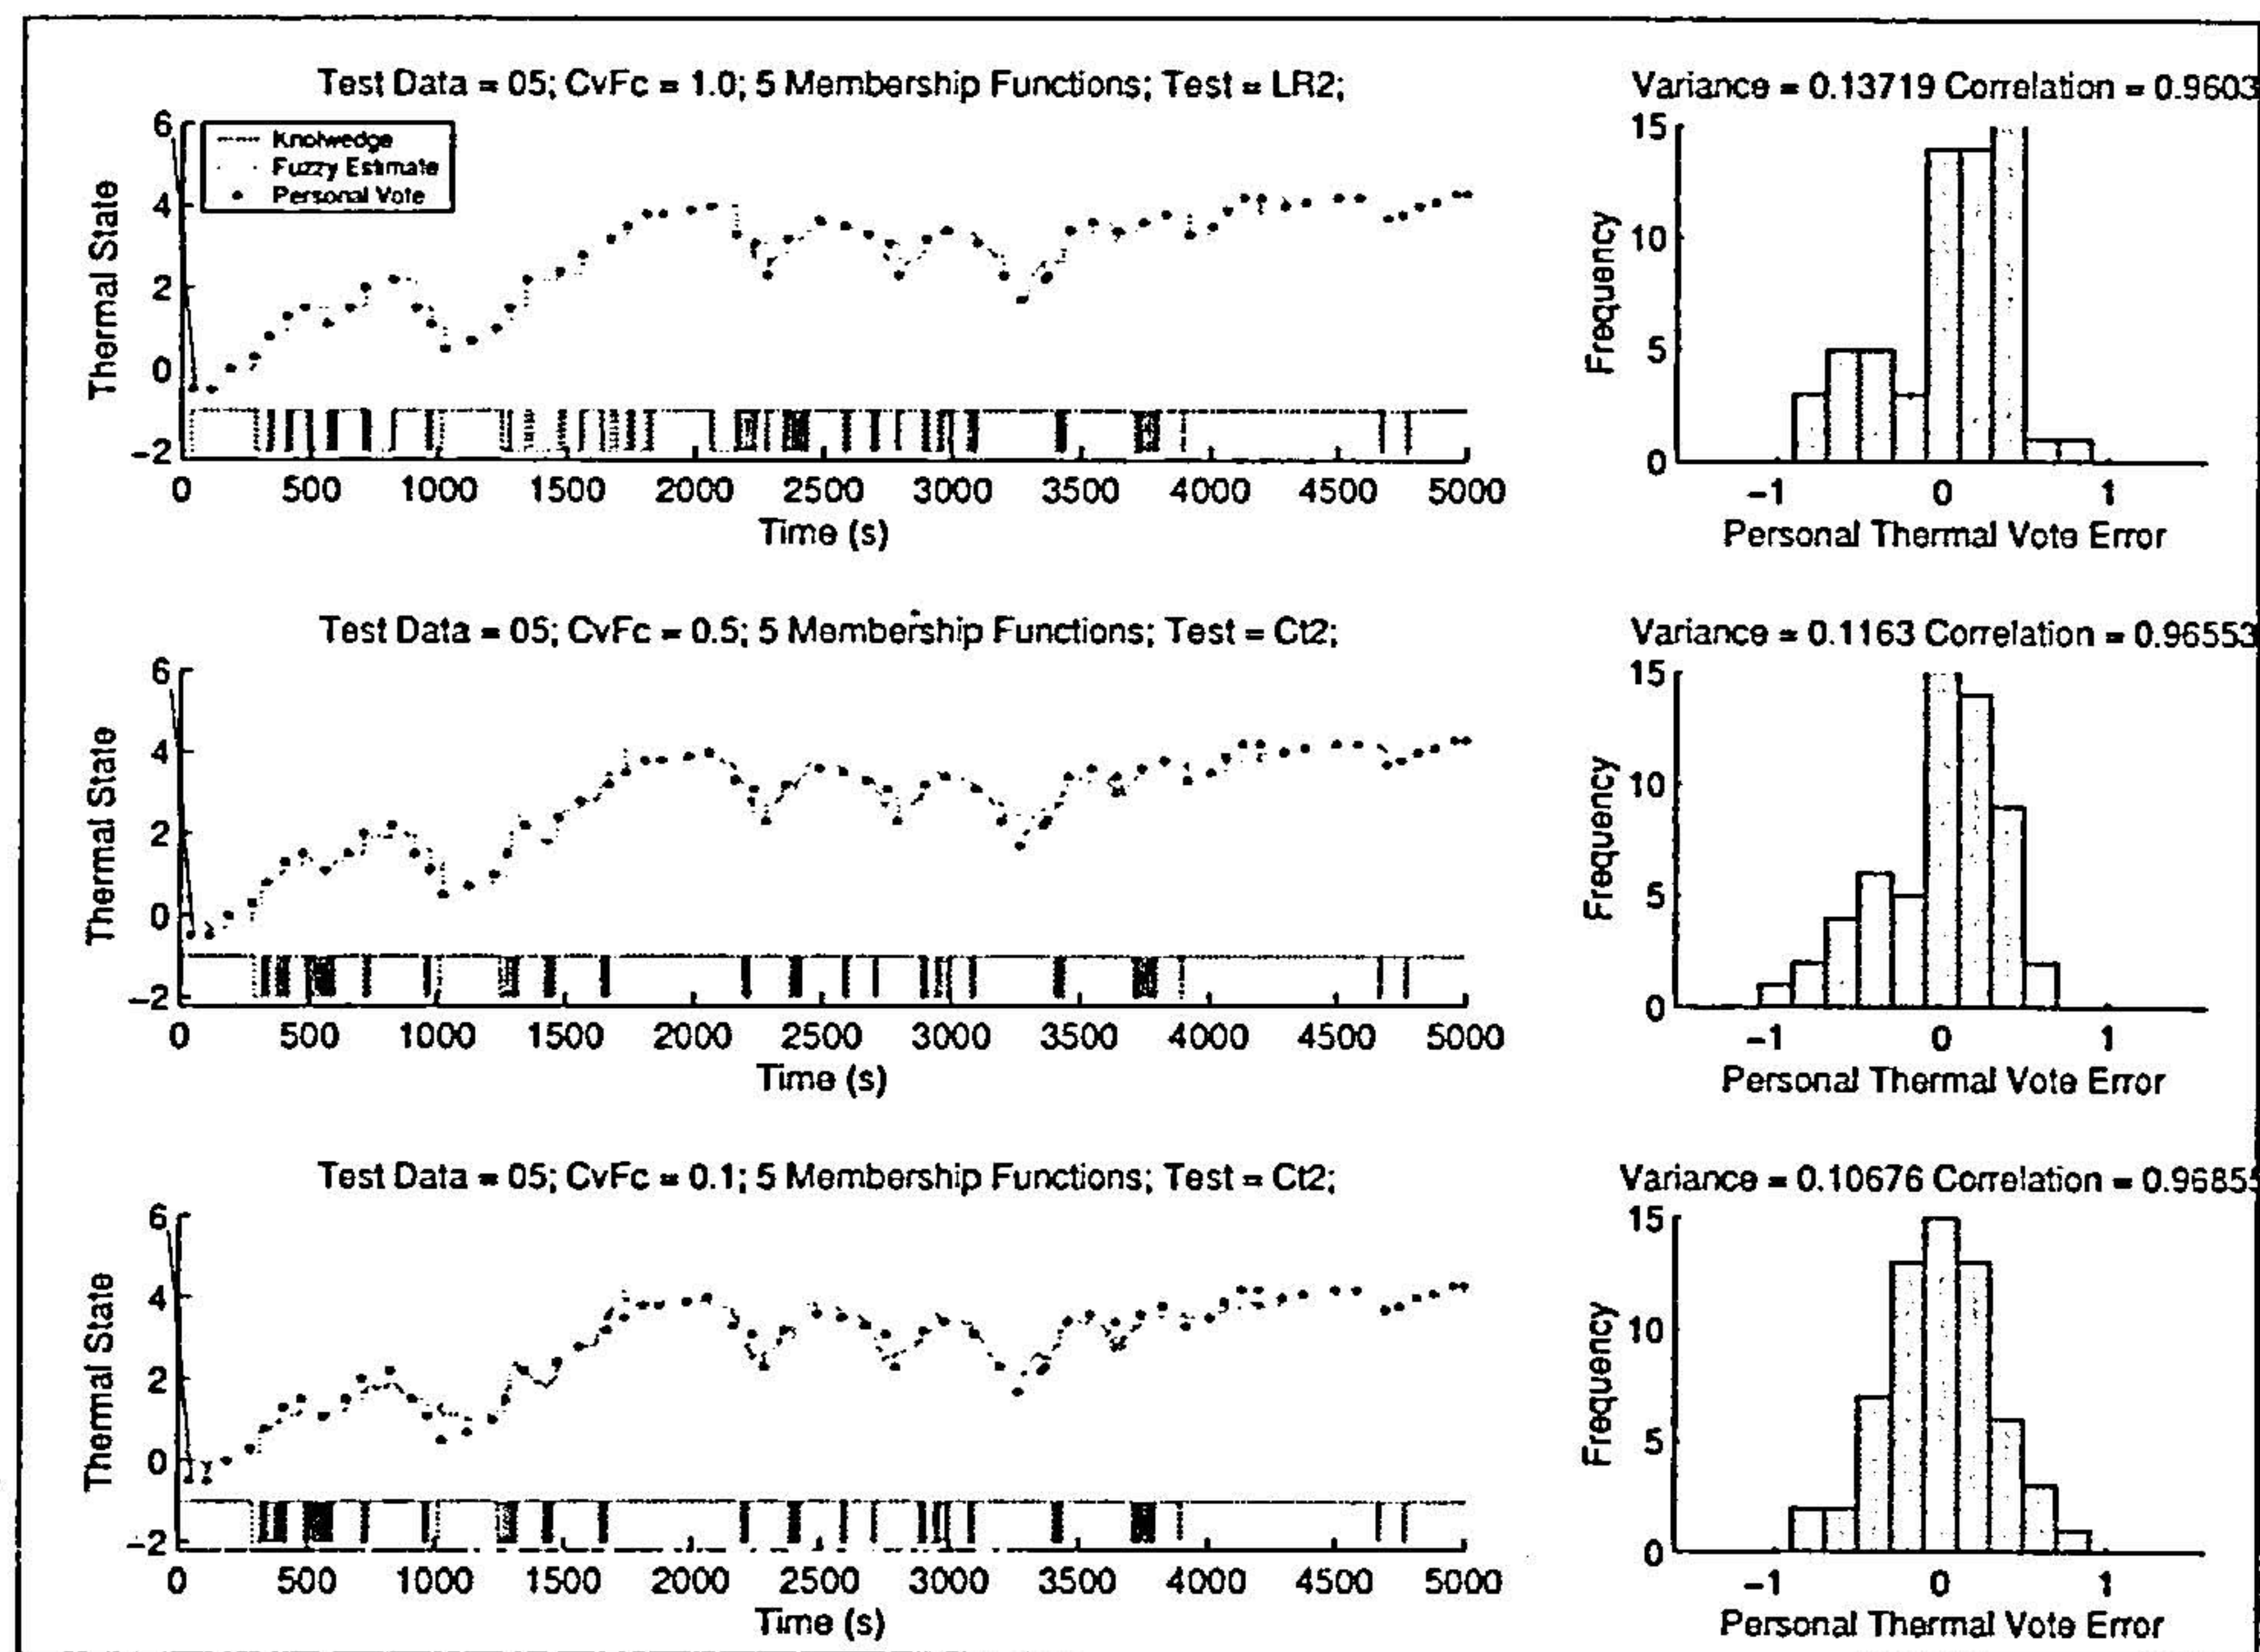 Test Data = 05; CvFc = 1.0; 5 Membership Functions; Test = LR2;
Variance = 0.13719 Correlation = 0.9603
Knolwedge
Fuzzy Estimate
Personal Vote
Thermal State
6
4
2
0
-2
0 500 1000 1500 2000 2500 3000 3500 4000 4500 5000
Time (s)
Frequency
15
10
5
0
-1 0 1
Personal Thermal Vote Error
Test Data = 05; CvFc = 0.5; 5 Membership Functions; Test = Ct2;
Variance = 0.1163 Correlation = 0.96553
Thermal State
6
4
2
0
-2
0 500 1000 1500 2000 2500 3000 3500 4000 4500 5000
Time (s)
Frequency
15
10
5
0
-1 0 1
Personal Thermal Vote Error
Test Data = 05; CvFc = 0.1; 5 Membership Functions; Test = Ct2;
Variance = 0.10676 Correlation = 0.96855
Thermal State
6
4
2
0
-2
0 500 1000 1500 2000 2500 3000 3500 4000 4500 5000
Time (s)
Frequency
15
10
5
0
-1 0 1
Personal Thermal Vote Error